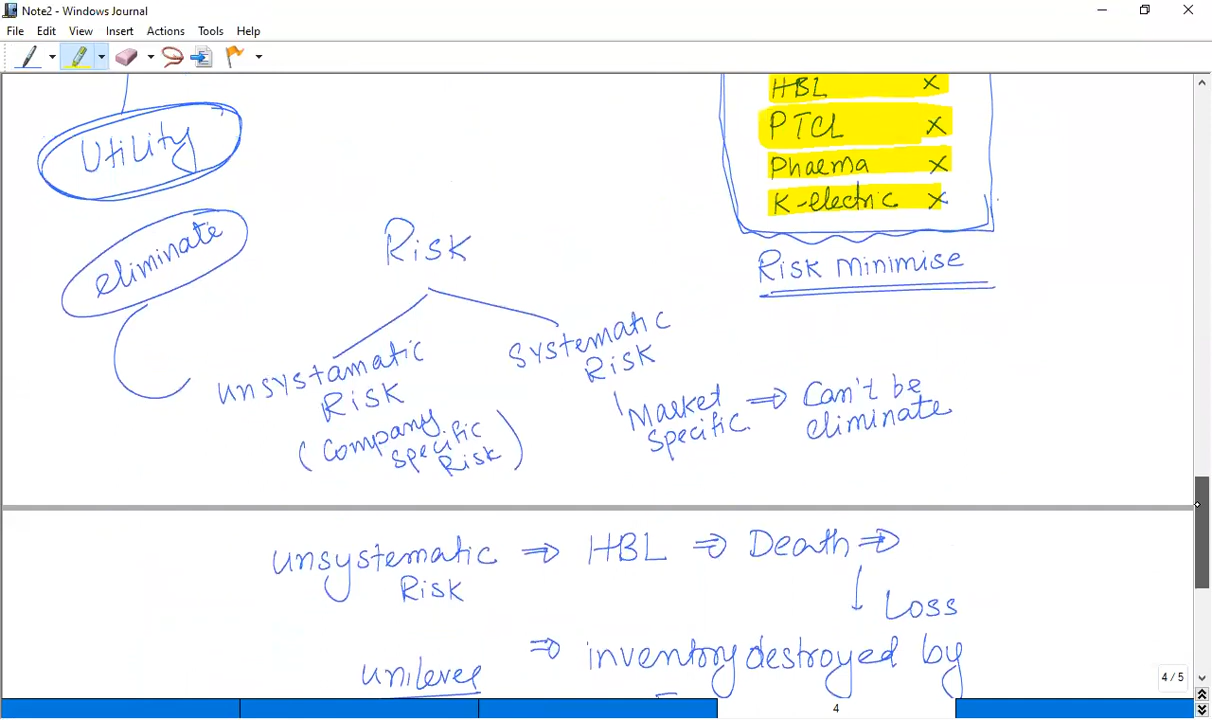 Note2 - Windows Journal
File Edit View Insert Actions Tools Help
HBL X
PTCL X
Pharma X
K-electric X
Risk minimise
Utility
eliminate
Risk
unsystamatic
Risk
(Company
specific
Risk)
Systematic
Risk
Market
specific
⇒ Can't be
eliminate
unsystematic ⇒ HBL ⇒ Death ⇒
Risk
↓ Loss
unilever ⇒ inventory destroyed by
4 / 5
4